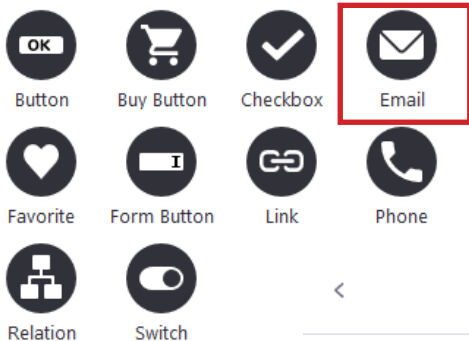 OK
Button Buy Button Checkbox Email
I
Favorite Form Button Link Phone
Relation Switch